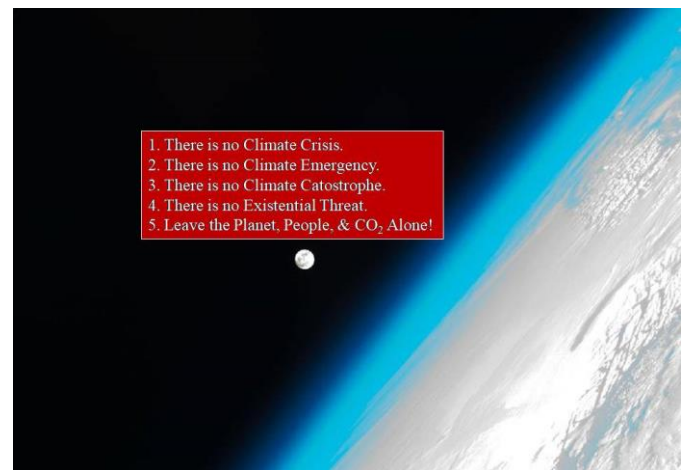 1. There is no Climate Crisis.
2. There is no Climate Emergency.
3. There is no Climate Catostrophe.
4. There is no Existential Threat.
5. Leave the Planet, People, & CO₂ Alone!